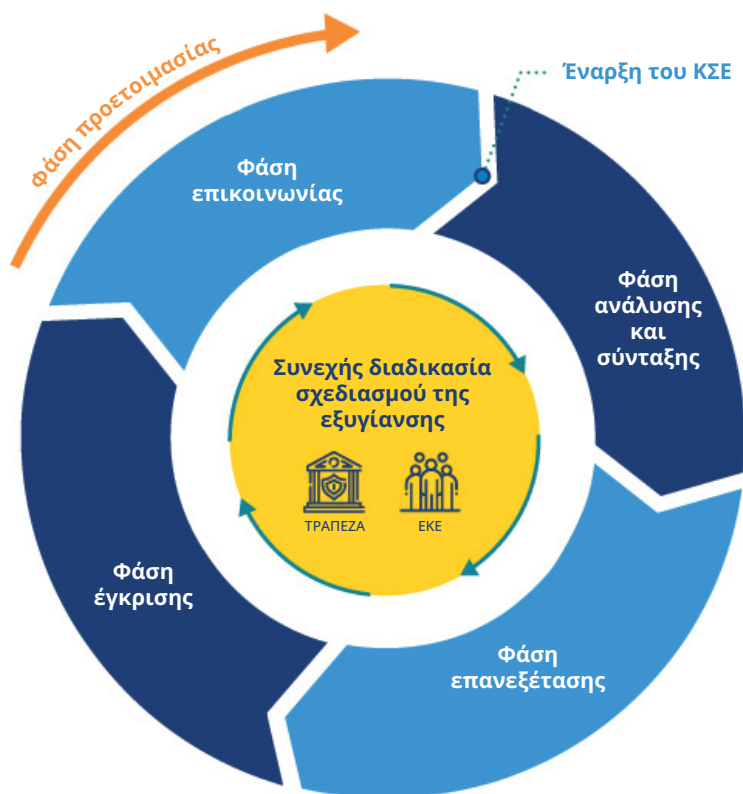 Φάση προετοιμασίας
Έναρξη του ΚΣΕ
Φάση
επικοινωνίας
Φάση
ανάλυσης
και
σύνταξης
Συνεχής διαδικασία
σχεδιασμού της
εξυγίανσης
ΤΡΑΠΕΖΑ
ΕΚΕ
Φάση
έγκρισης
Φάση
επανεξέτασης